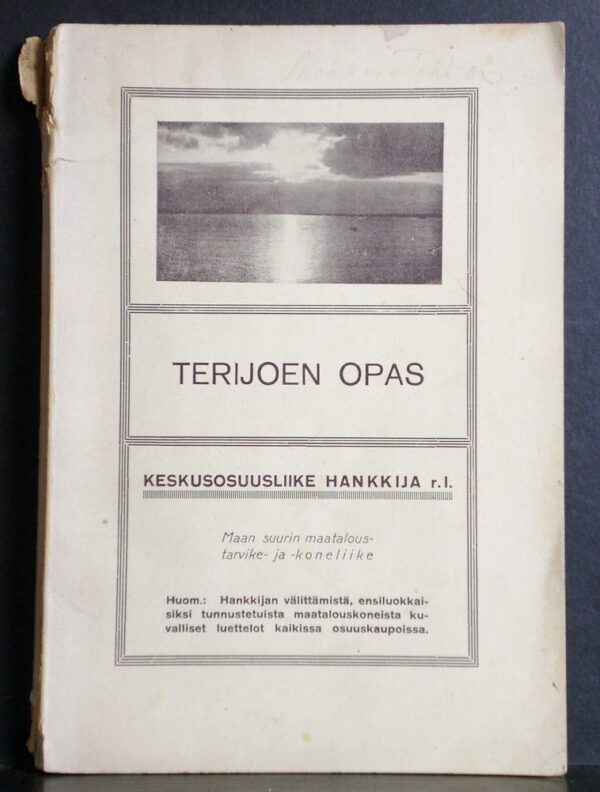 TERIJOEN OPAS
KESKUSOSUUSLIIKE HANKKIJA r.l.
Maan suurin maatalous-
tarvike- ja -koneliike
Huom.: Hankkijan välittämistä, ensiluokkai-
siksi tunnustetuista maatalouskoneista ku-
valliset luettelot kaikissa osuuskaupoissa.